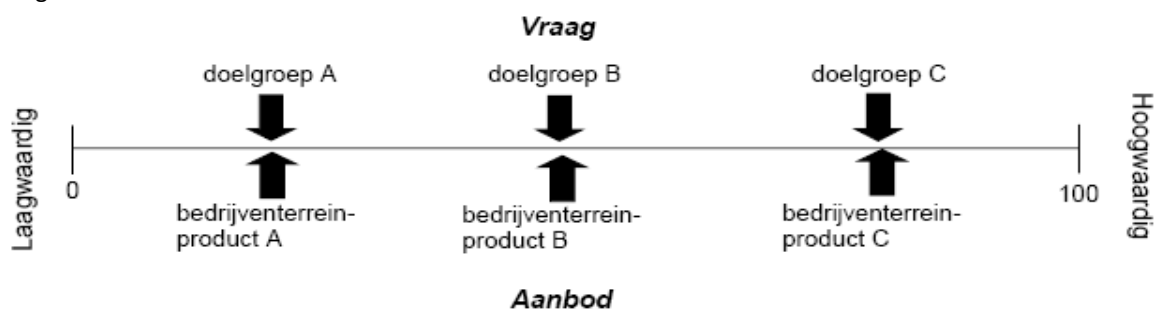 Vraag
doelgroep A
doelgroep B
doelgroep C
Laagwaardig
Hoogwaardig
0
100
bedrijventerrein-
product A
bedrijventerrein-
product B
bedrijventerrein-
product C
Aanbod